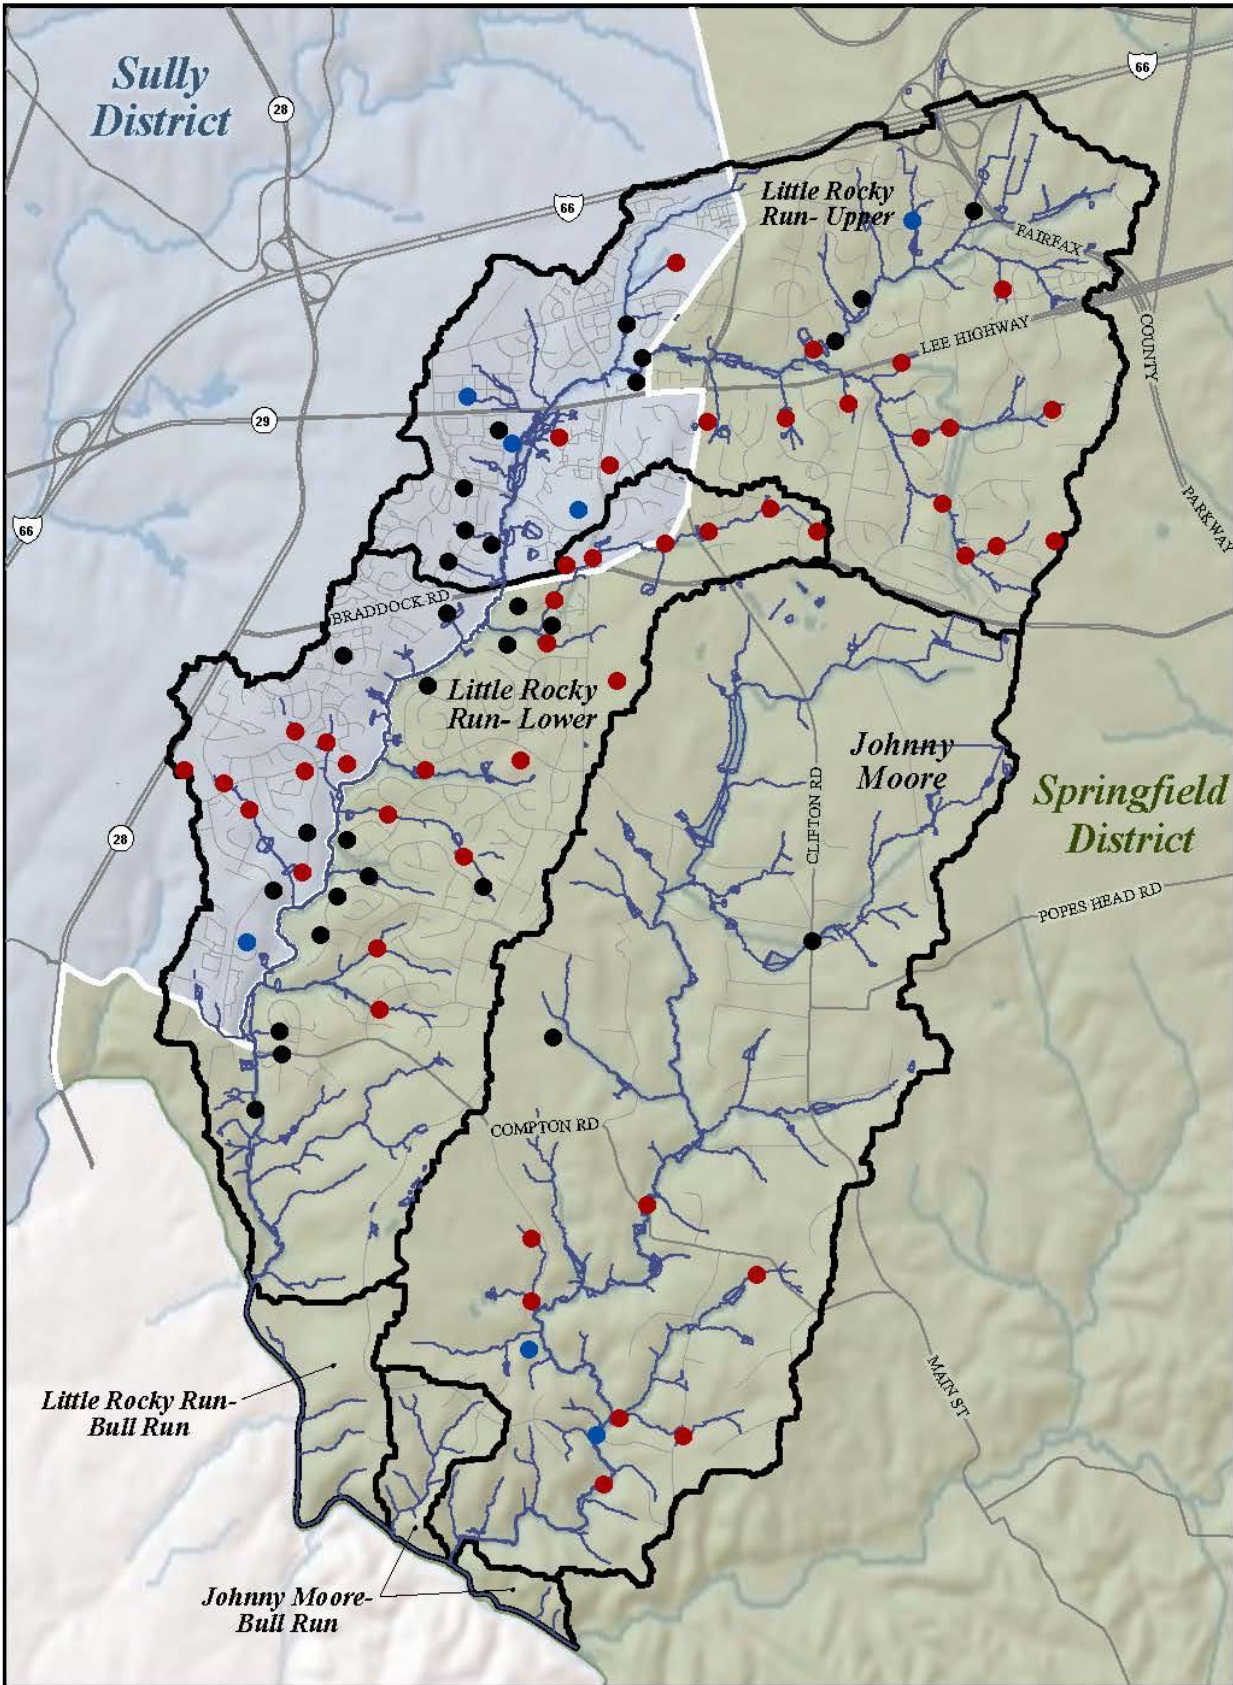 66
Sully
District
28
Little Rocky
Run- Upper
66
FAIRFAX
COUNTY
LEE HIGHWAY
29
PARKWAY
66
BRADDOCK RD
Little Rocky
Run- Lower
Johnny
Moore
Springfield
District
CLIFTON RD
28
POPES HEAD RD
COMPTON RD
MAIN ST
Little Rocky Run-
Bull Run
Johnny Moore-
Bull Run